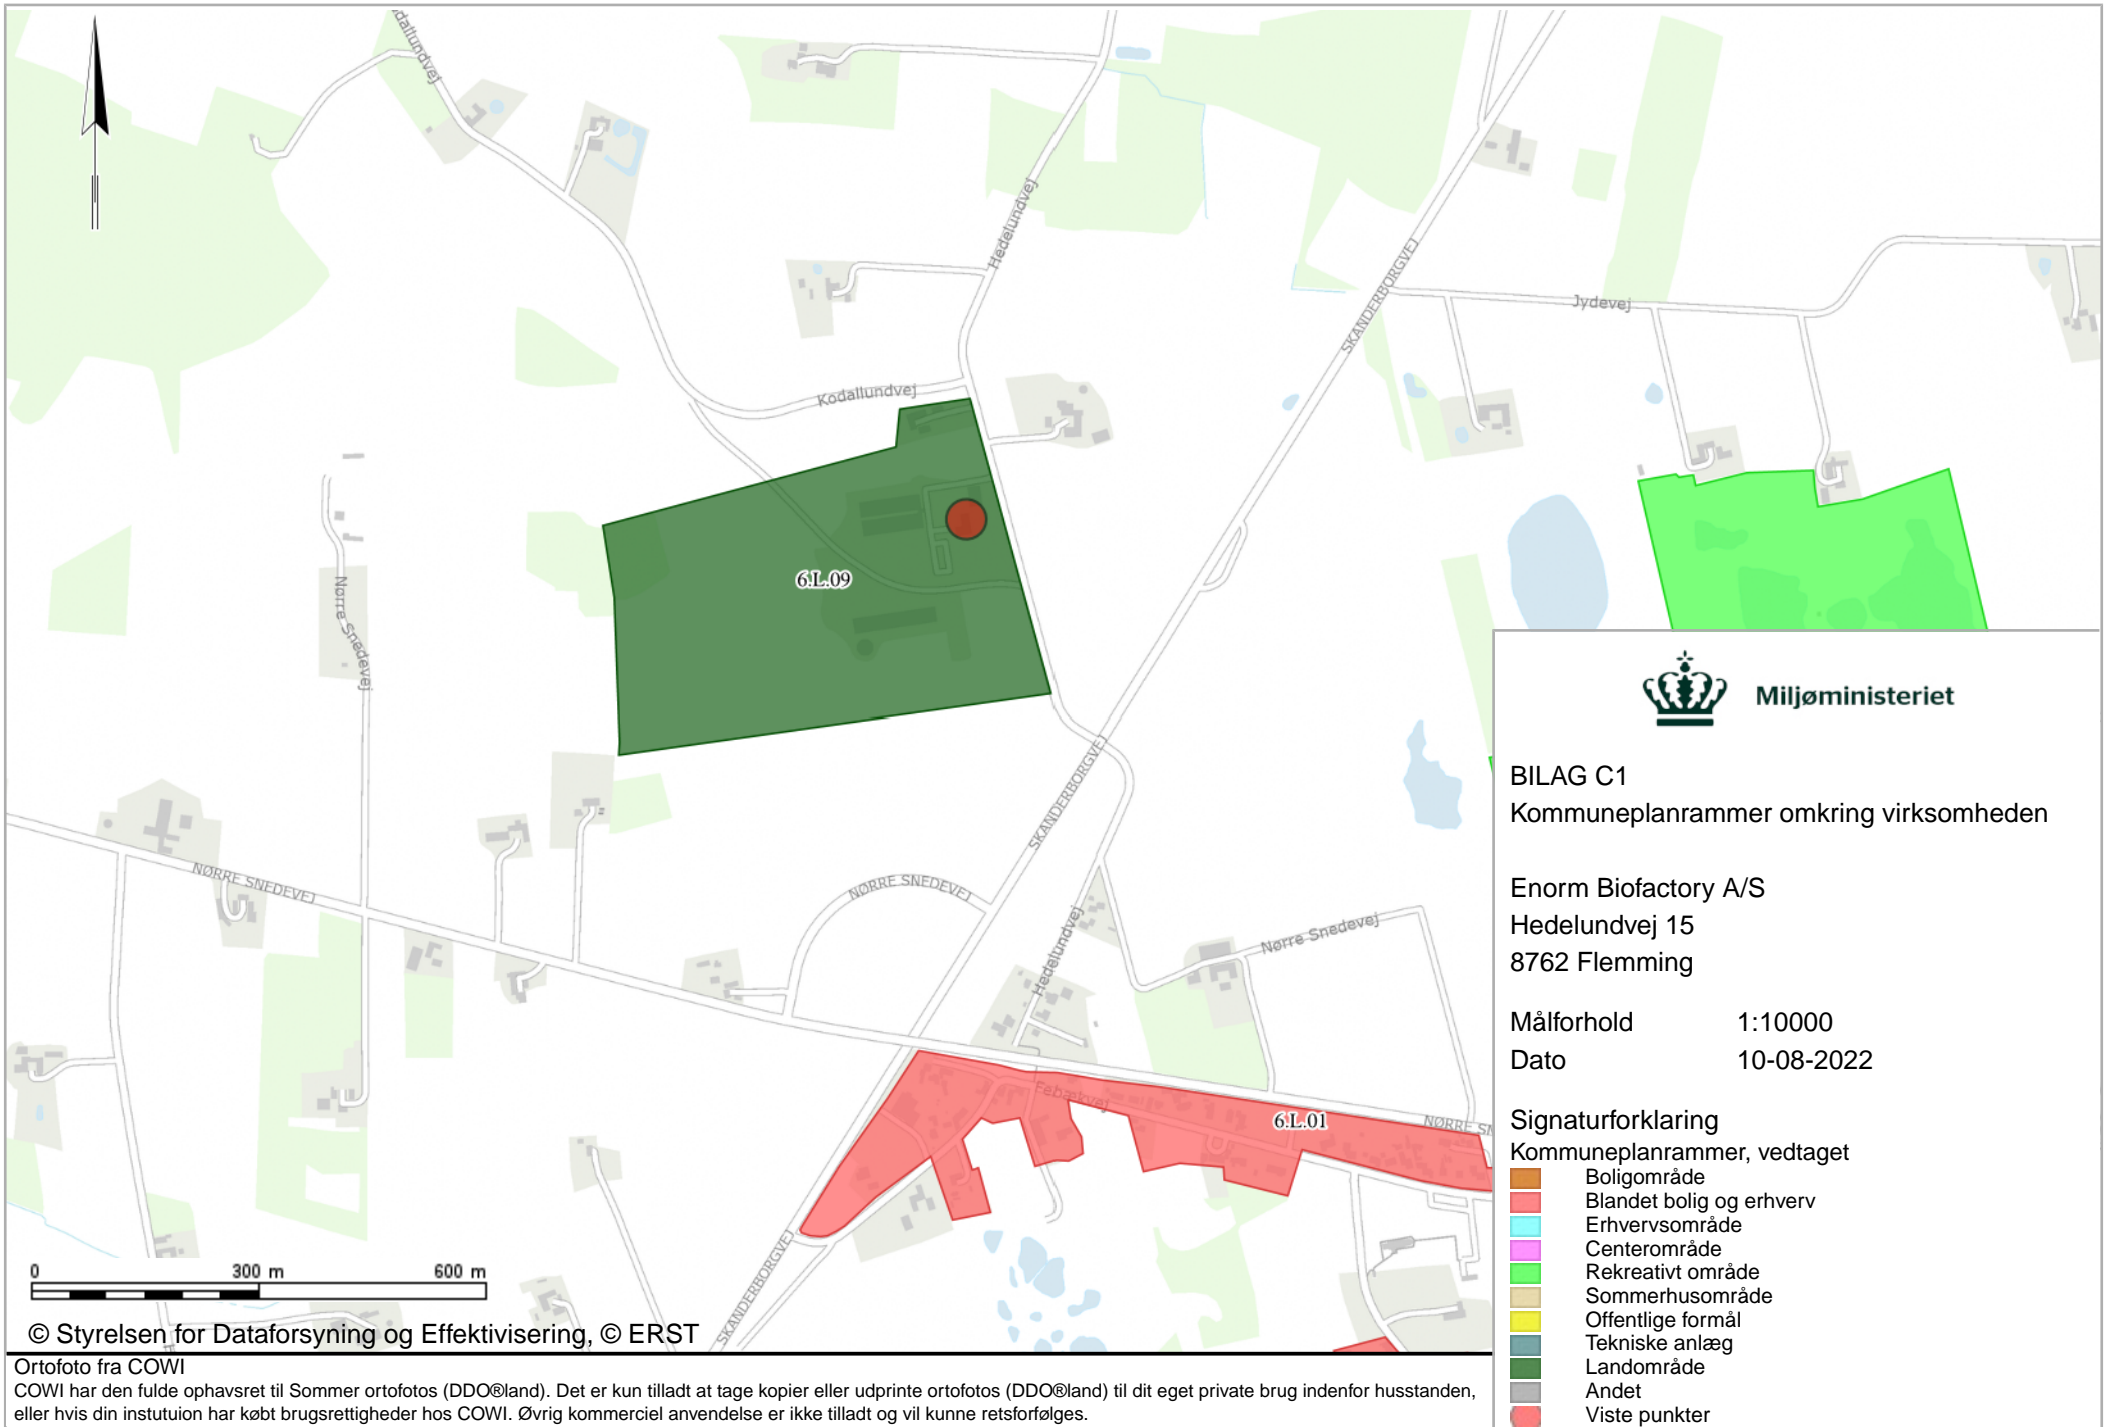 dallundvej
Hedelundvej
SKANDERBORGVEJ
Jydevej
Kodallundvej
6.L.09
Nørre Snedevej
SKANDERBORGVEJ
NØRRE SNEDEVEJ
NØRRE SNEDEVEJ
Hedelundvej
Nørre Snedevej
Eebækvej
6.L.01
NØRRE SN
SKANDERBORGVEJ
0 300 m 600 m
© Styrelsen for Dataforsyning og Effektivisering, © ERST
Ortofoto fra COWI
COWI har den fulde ophavsret til Sommer ortofotos (DDO®land). Det er kun tilladt at tage kopier eller udprinte ortofotos (DDO®land) til dit eget private brug indenfor husstanden,
eller hvis din instutuion har købt brugsrettigheder hos COWI. Øvrig kommerciel anvendelse er ikke tilladt og vil kunne retsforfølges.
Miljøministeriet
BILAG C1
Kommuneplanrammer omkring virksomheden
Enorm Biofactory A/S
Hedelundvej 15
8762 Flemming
Målforhold 1:10000
Dato 10-08-2022
Signaturforklaring
Kommuneplanrammer, vedtaget
Boligområde
Blandet bolig og erhverv
Erhvervsområde
Centerområde
Rekreativt område
Sommerhusområde
Offentlige formål
Tekniske anlæg
Landområde
Andet
Viste punkter